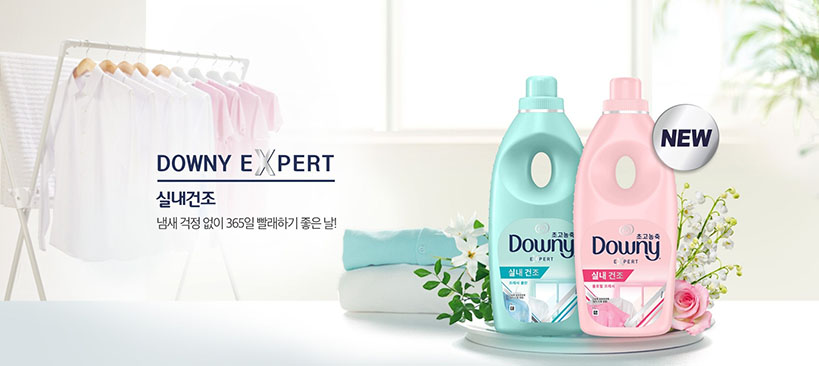 DOWNY EXPERT
실내건조
냄새 걱정 없이 365일 빨래하기 좋은 날!
초고농축
Downy
EXPERT
실내 건조
초고농축
Downy
EXPERT
실내 건조
NEW